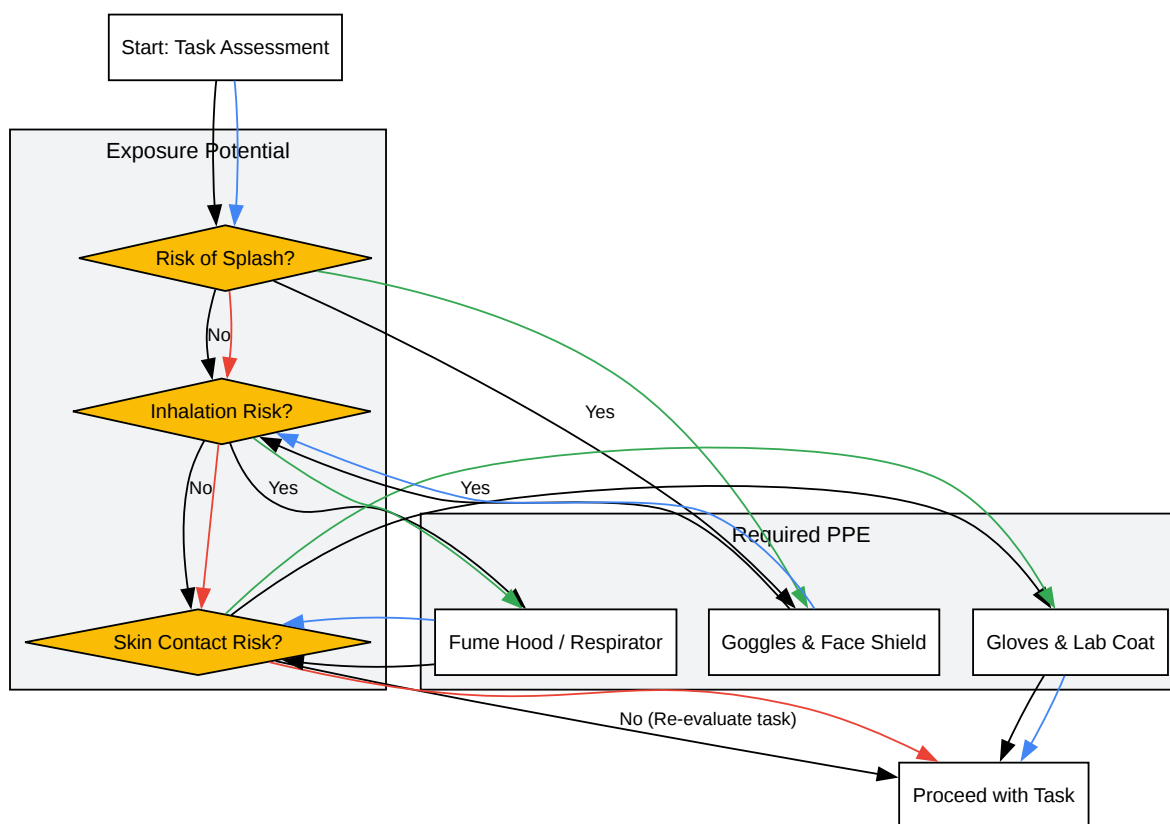 Start: Task Assessment
Exposure Potential
Risk of Splash?
No
Inhalation Risk?
Yes
No
Yes
Yes
Required PPE
Skin Contact Risk?
Fume Hood / Respirator
Goggles & Face Shield
Gloves & Lab Coat
No (Re-evaluate task)
Proceed with Task